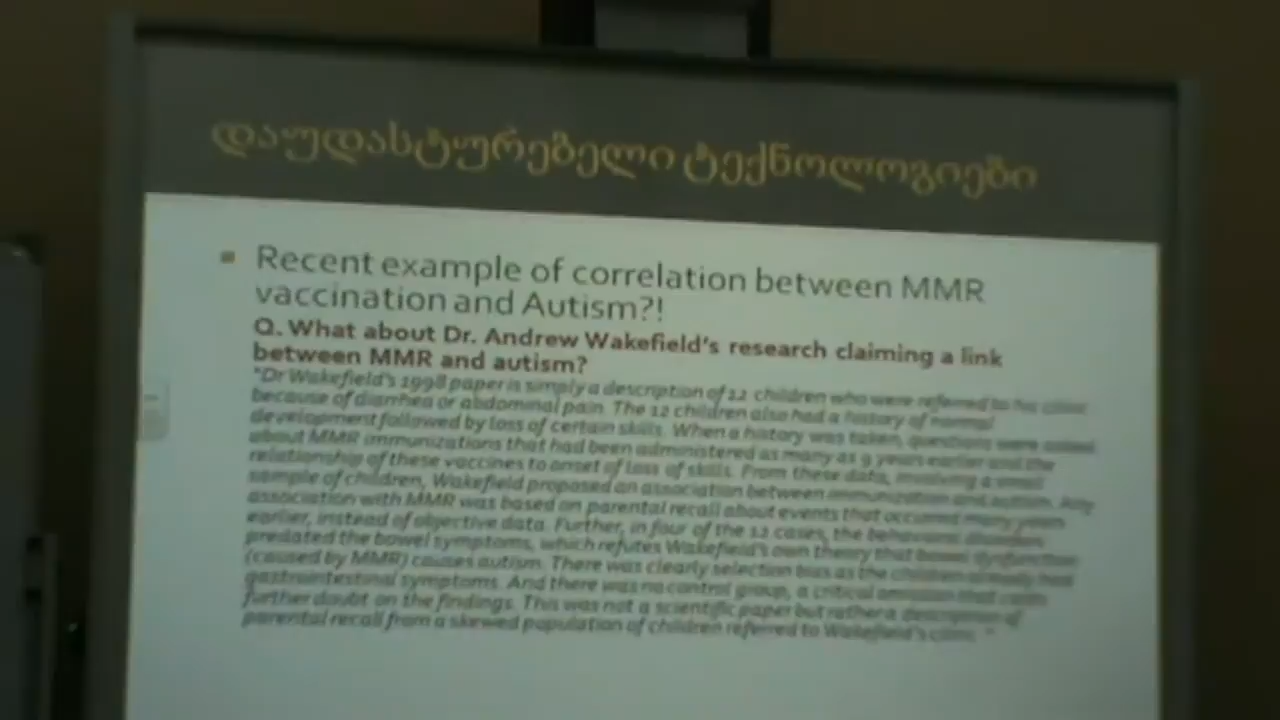 დაუდასტურებელი ტექნოლოგიები
Recent example of correlation between MMR
vaccination and Autism?!
Q. What about Dr. Andrew Wakefield's research claiming a link
between MMR and autism?
"Dr Wakefield's 1998 paper is simply a description of 12 children who were referred to his clinic
because of diarrhea or abdominal pain. The 12 children also had a history of normal
development followed by loss of certain skills. When a history was taken, questions were asked
about MMR immunizations that had been administered as many as 9 years earlier and the
relationship of these vaccines to onset of loss of skills. From these data, involving a small
sample of children, Wakefield proposed an association between immunization and autism. Any
association with MMR was based on parental recall about events that occurred many years
earlier, instead of objective data. Further, in four of the 12 cases, the behavioral disorders
predated the bowel symptoms, which refutes Wakefield's own theory that bowel dysfunction
(caused by MMR) causes autism. There was clearly selection bias as the children already had
gastrointestinal symptoms. And there was no control group, a critical omission that casts
further doubt on the findings. This was not a scientific paper but rather a description of
parental recall from a skewed population of children referred to Wakefield's clinic. "